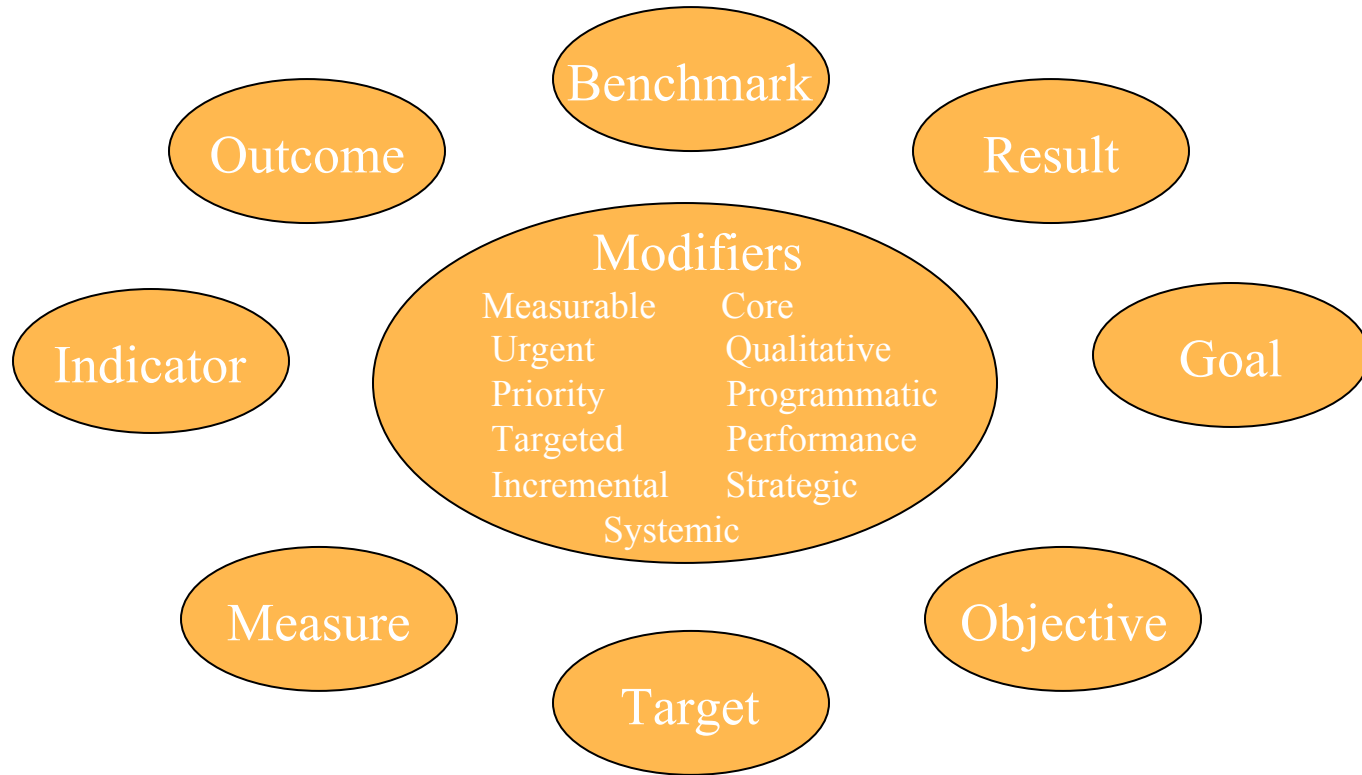 Benchmark
Outcome
Result
Modifiers
Measurable Core
Urgent Qualitative
Priority Programmatic
Targeted Performance
Incremental Strategic
Systemic
Indicator
Goal
Measure
Objective
Target